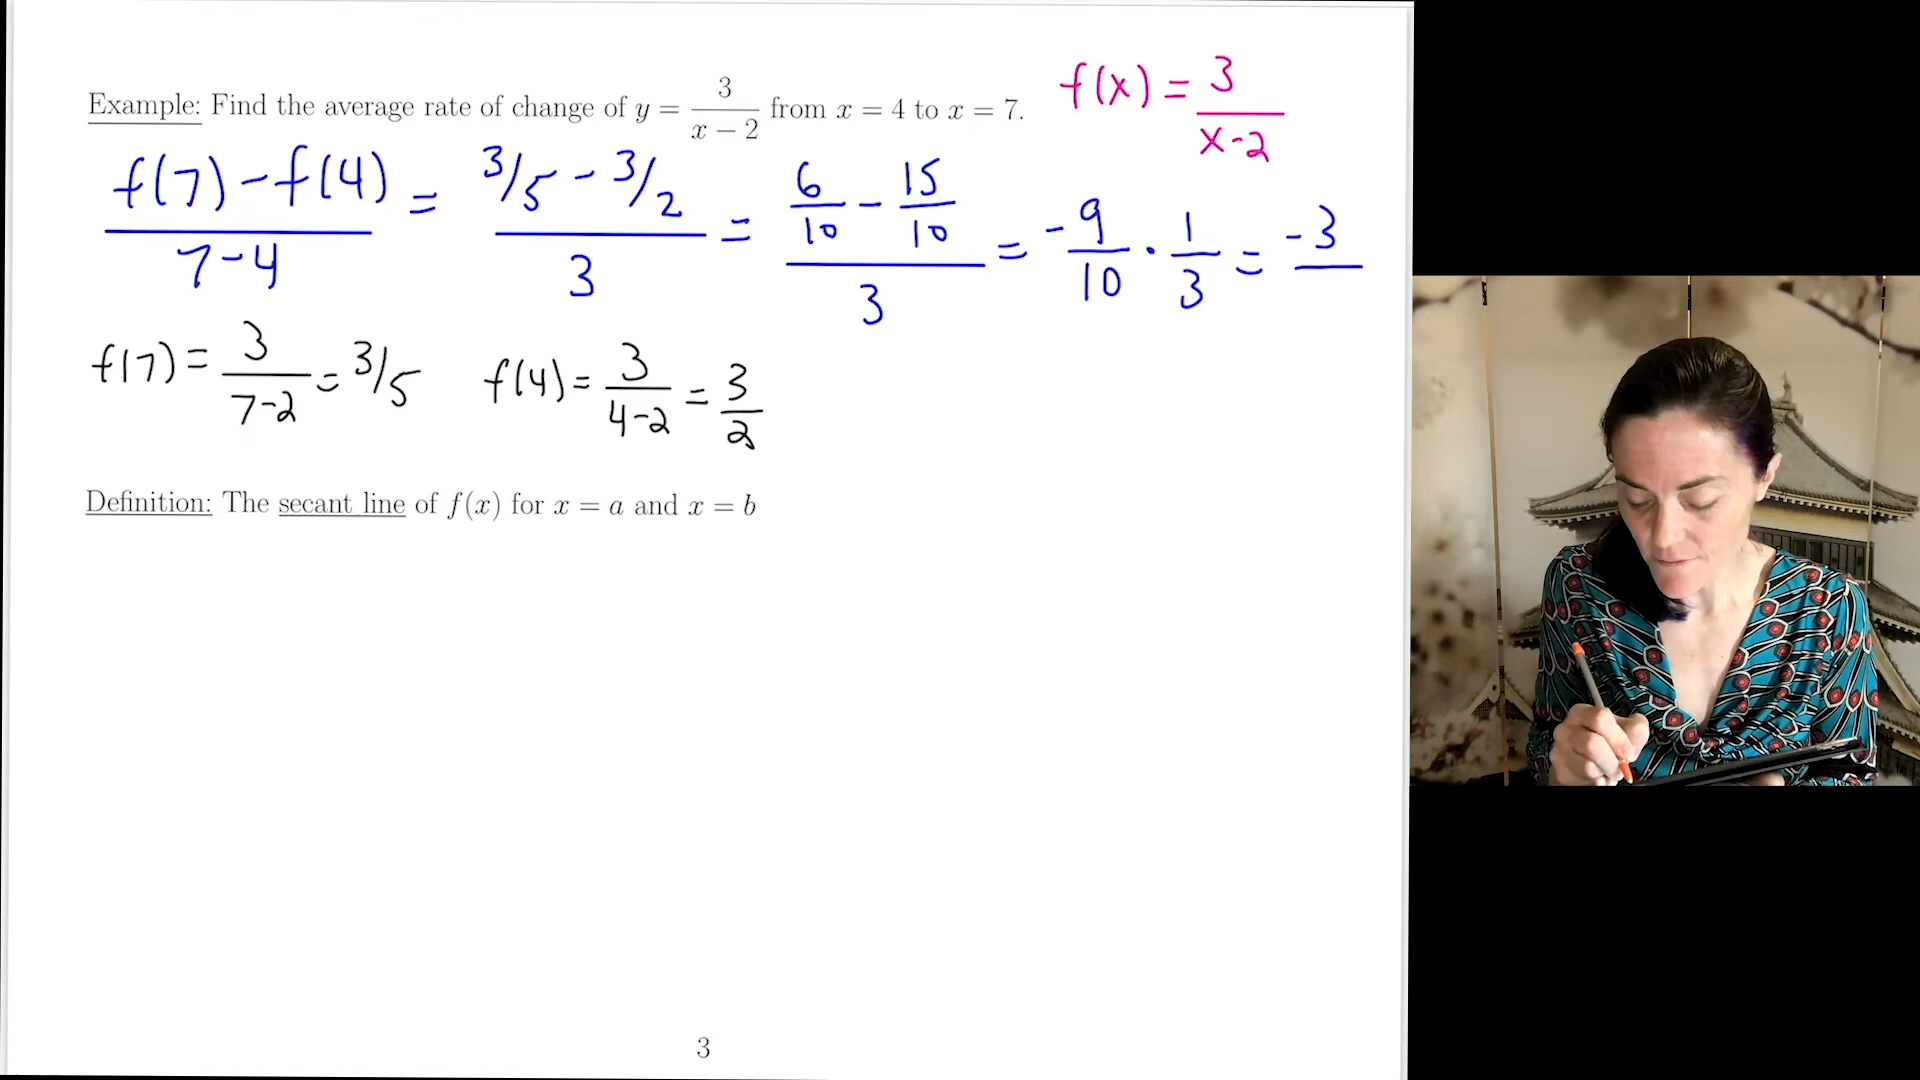 Example: Find the average rate of change of y = 3/(x − 2) from x = 4 to x = 7.
f(x) = 3/(x-2)
(f(7) - f(4))/(7-4) = (3/5 - 3/2)/3 = (6/10 - 15/10)/3 = -9/10 · 1/3 = -3/
f(7) = 3/(7-2) = 3/5
f(4) = 3/(4-2) = 3/2
Definition: The secant line of f(x) for x = a and x = b
3